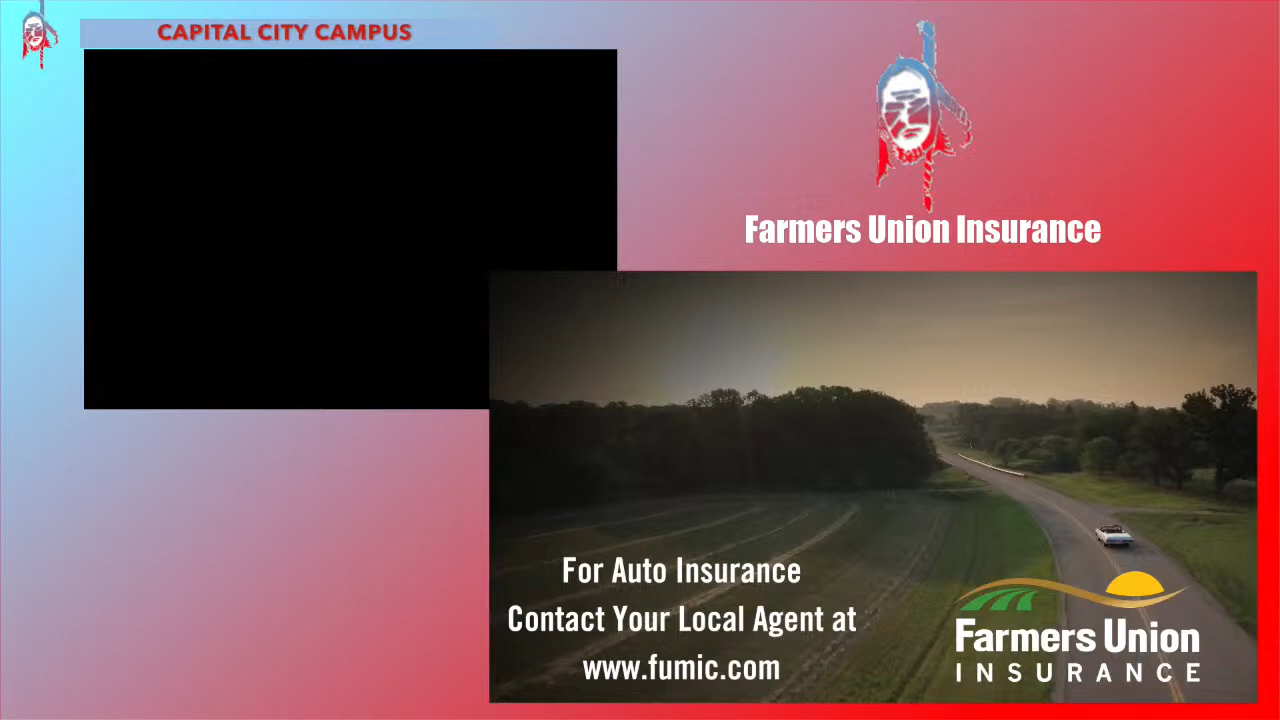 CAPITAL CITY CAMPUS
Farmers Union Insurance
For Auto Insurance
Contact Your Local Agent at
www.fumic.com
Farmers Union
INSURANCE